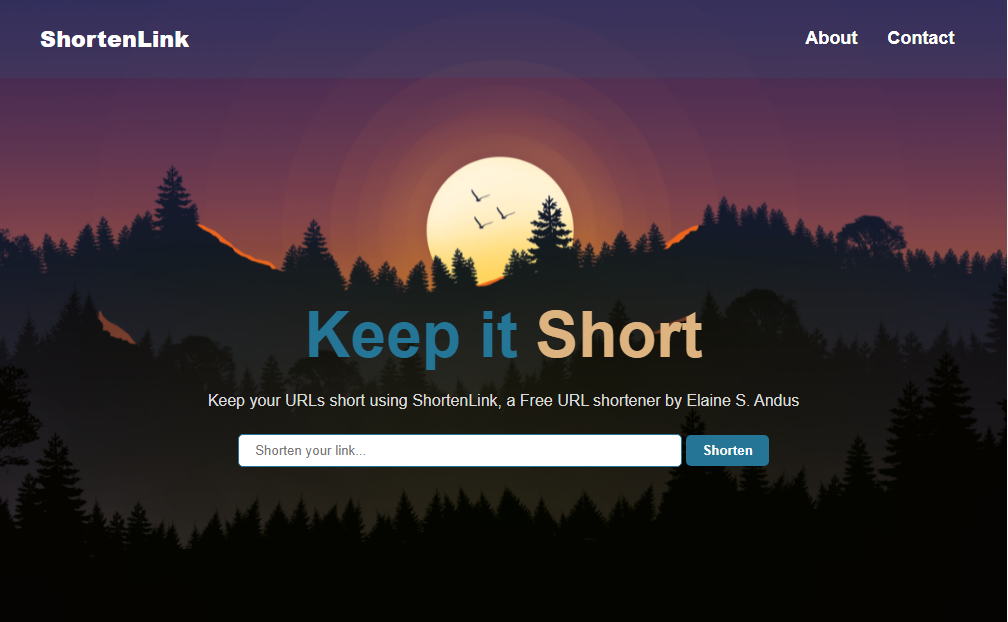 ShortenLink
About
Contact
Keep it Short
Keep your URLs short using ShortenLink, a Free URL shortener by Elaine S. Andus
Shorten your link...
Shorten